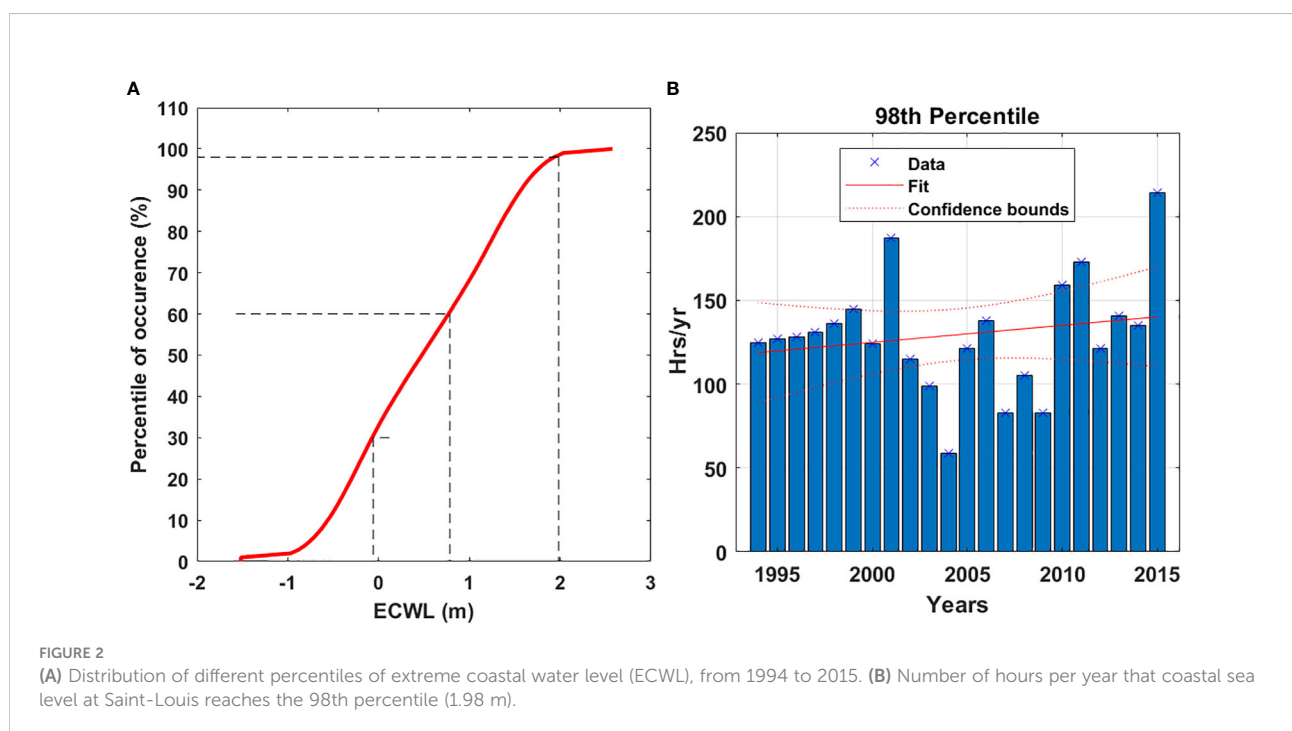 A
110
100
90
80
70
60
50
40
30
20
10
0
Percentile of occurence (%)
-2 -1 0 1 2 3
ECWL (m)
B
98th Percentile
250
200
150
100
50
0
Hrs/yr
Data
Fit
Confidence bounds
1995 2000 2005 2010 2015
Years
FIGURE 2
(A) Distribution of different percentiles of extreme coastal water level (ECWL), from 1994 to 2015. (B) Number of hours per year that coastal sea
level at Saint-Louis reaches the 98th percentile (1.98 m).